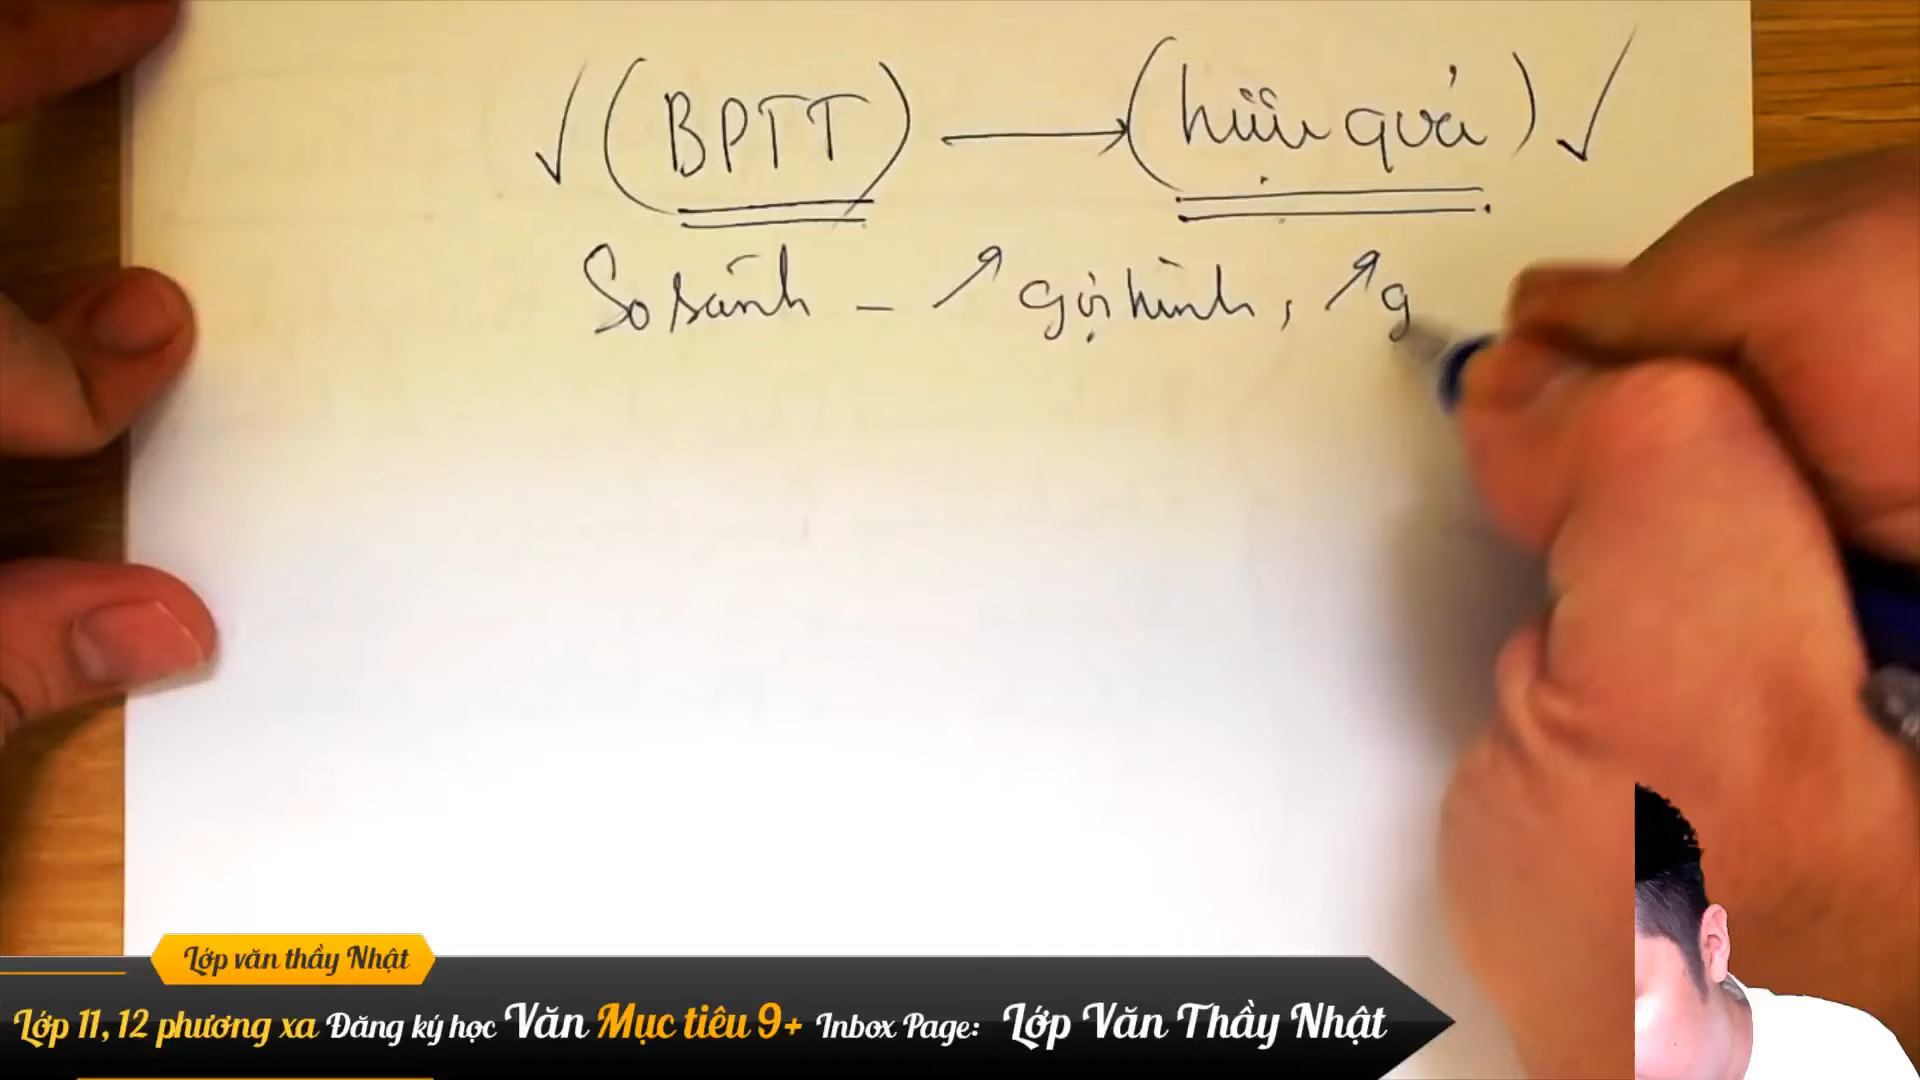 ✓ (BPTT) → (hiệu quả) ✓
So sánh – ↗ gợi hình, ↗ g
Lớp văn thầy Nhật
Lớp 11, 12 phương xa Đăng ký học Văn Mục tiêu 9+ Inbox Page: Lớp Văn Thầy Nhật